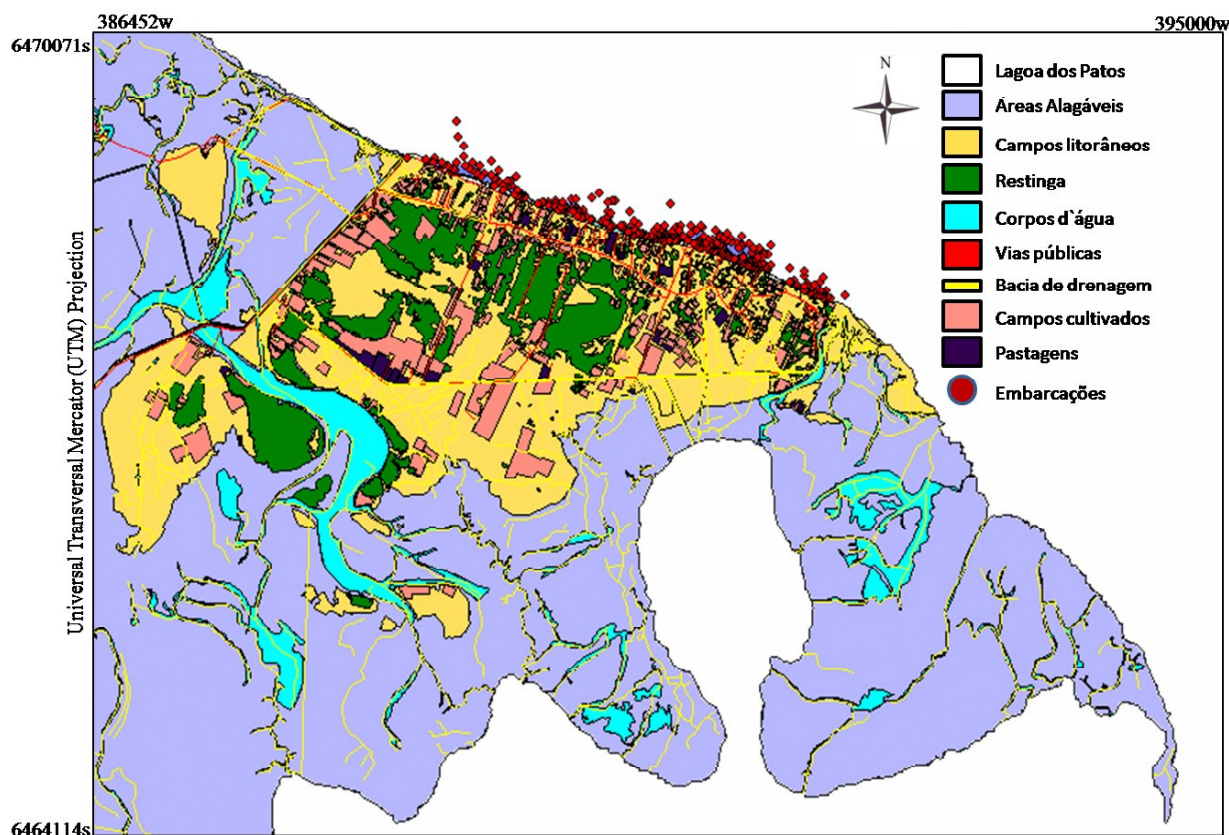 386452w
395000w
6470071s
N
Lagoa dos Patos
Áreas Alagáveis
Campos litorâneos
Restinga
Corpos d`água
Vias públicas
Bacia de drenagem
Campos cultivados
Pastagens
Embarcações
Universal Transversal Mercator (UTM) Projection
6464114s